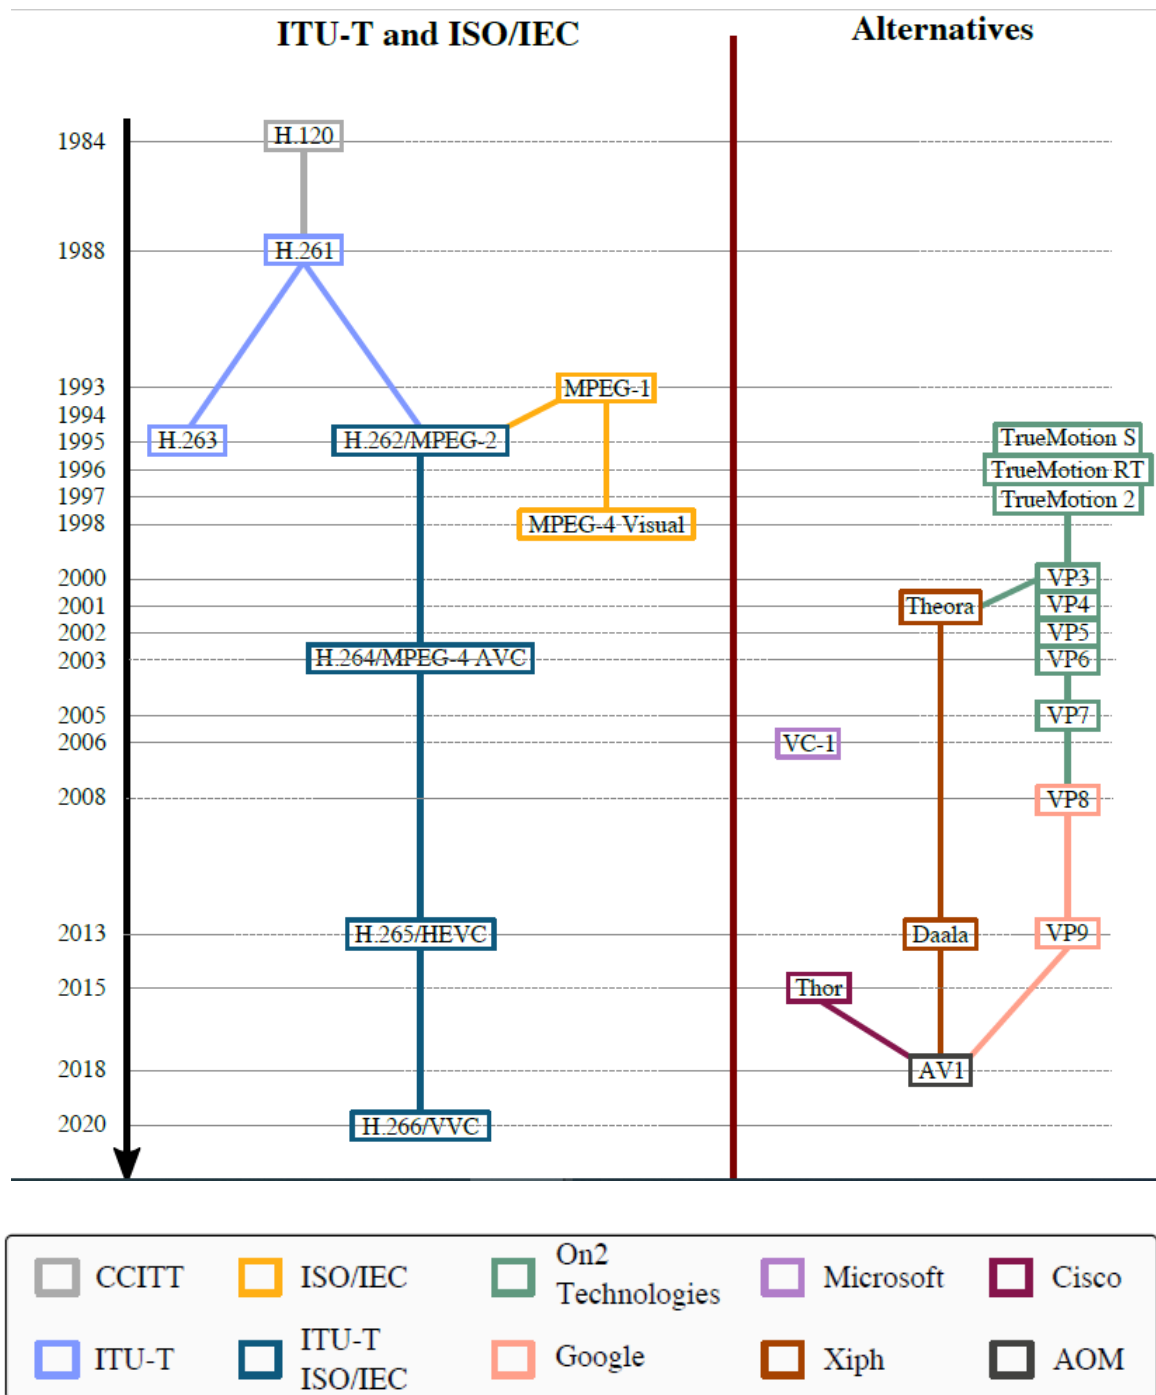 ITU-T and ISO/IEC
Alternatives
1984
H.120
1988
H.261
1993
MPEG-1
1994
1995
H.263
H.262/MPEG-2
TrueMotion S
1996
TrueMotion RT
1997
TrueMotion 2
1998
MPEG-4 Visual
2000
VP3
2001
Theora
VP4
2002
VP5
2003
H.264/MPEG-4 AVC
VP6
2005
VP7
2006
VC-1
2008
VP8
2013
H.265/HEVC
Daala
VP9
2015
Thor
2018
AV1
2020
H.266/VVC
CCITT
ISO/IEC
On2
Technologies
Microsoft
Cisco
ITU-T
ITU-T
ISO/IEC
Google
Xiph
AOM